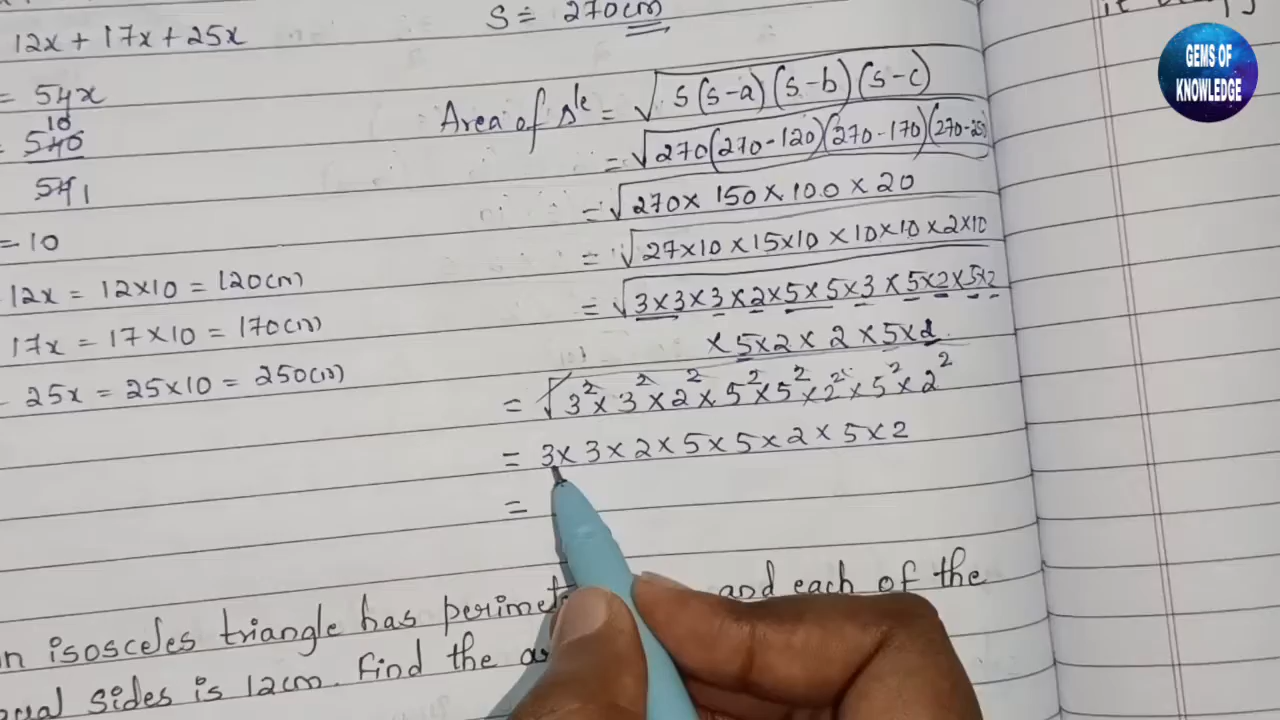 12x + 17x + 25x
= 54x
10
= 540
54 1
= 10
12x = 12×10 = 120cm
17x = 17×10 = 170cm
25x = 25×10 = 250cm
S = 270cm
Area of Δle = √s(s-a)(s-b)(s-c)
= √270(270-120)(270-170)(270-250)
= √270× 150× 100 × 20
= √27×10 ×15×10 ×10×10×2×10
= √3×3×3×2×5×5×3×5×2×5×2
×5×2×2×5×2
= √3²×3²×2²×5²×5²×2²×5²×2²
= 3×3×2×5×5×2×5×2
=
isosceles triangle has and each of the
sides is 12cm. Find the
GEMS OF
KNOWLEDGE